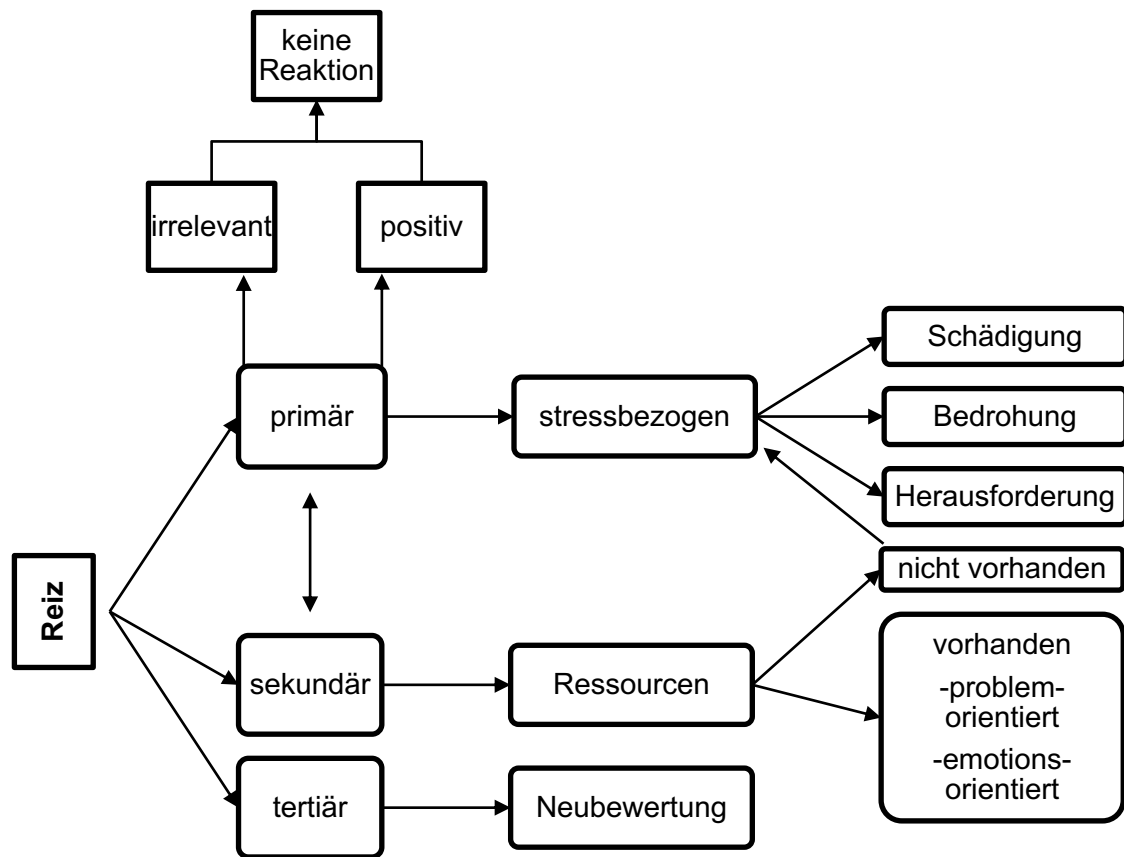 keine
Reaktion
irrelevant
positiv
Schädigung
primär
stressbezogen
Bedrohung
Herausforderung
nicht vorhanden
Reiz
sekundär
Ressourcen
vorhanden
-problem-
orientiert
-emotions-
orientiert
tertiär
Neubewertung